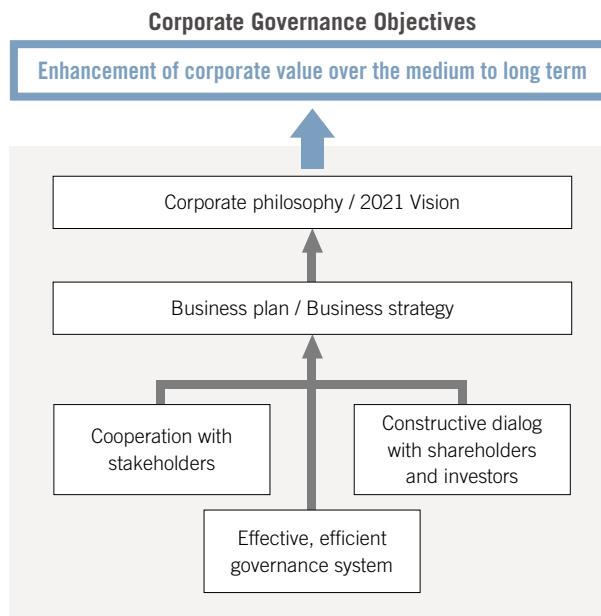 Corporate Governance Objectives
Enhancement of corporate value over the medium to long term
Corporate philosophy / 2021 Vision
Business plan / Business strategy
Cooperation with
stakeholders
Constructive dialog
with shareholders
and investors
Effective, efficient
governance system